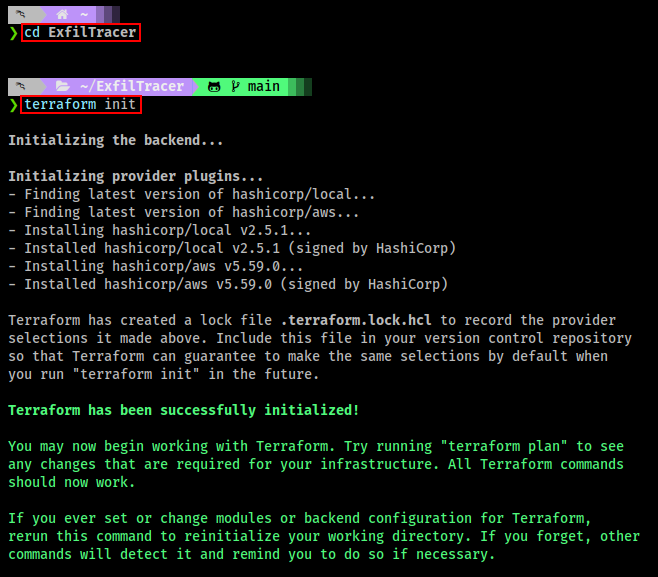 ~
❯ cd ExfilTracer
~/ExfilTracer main
❯ terraform init
Initializing the backend...
Initializing provider plugins...
- Finding latest version of hashicorp/local...
- Finding latest version of hashicorp/aws...
- Installing hashicorp/local v2.5.1...
- Installed hashicorp/local v2.5.1 (signed by HashiCorp)
- Installing hashicorp/aws v5.59.0...
- Installed hashicorp/aws v5.59.0 (signed by HashiCorp)
Terraform has created a lock file .terraform.lock.hcl to record the provider
selections it made above. Include this file in your version control repository
so that Terraform can guarantee to make the same selections by default when
you run "terraform init" in the future.
Terraform has been successfully initialized!
You may now begin working with Terraform. Try running "terraform plan" to see
any changes that are required for your infrastructure. All Terraform commands
should now work.
If you ever set or change modules or backend configuration for Terraform,
rerun this command to reinitialize your working directory. If you forget, other
commands will detect it and remind you to do so if necessary.